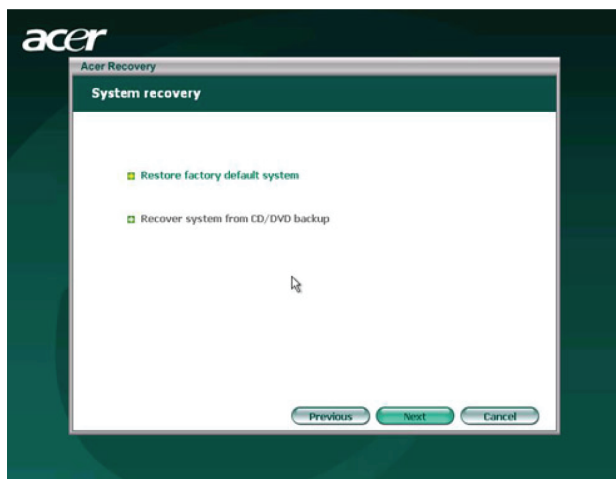 acer
Acer Recovery
System recovery
Restore factory default system
Recover system from CD/DVD backup
Previous Next Cancel